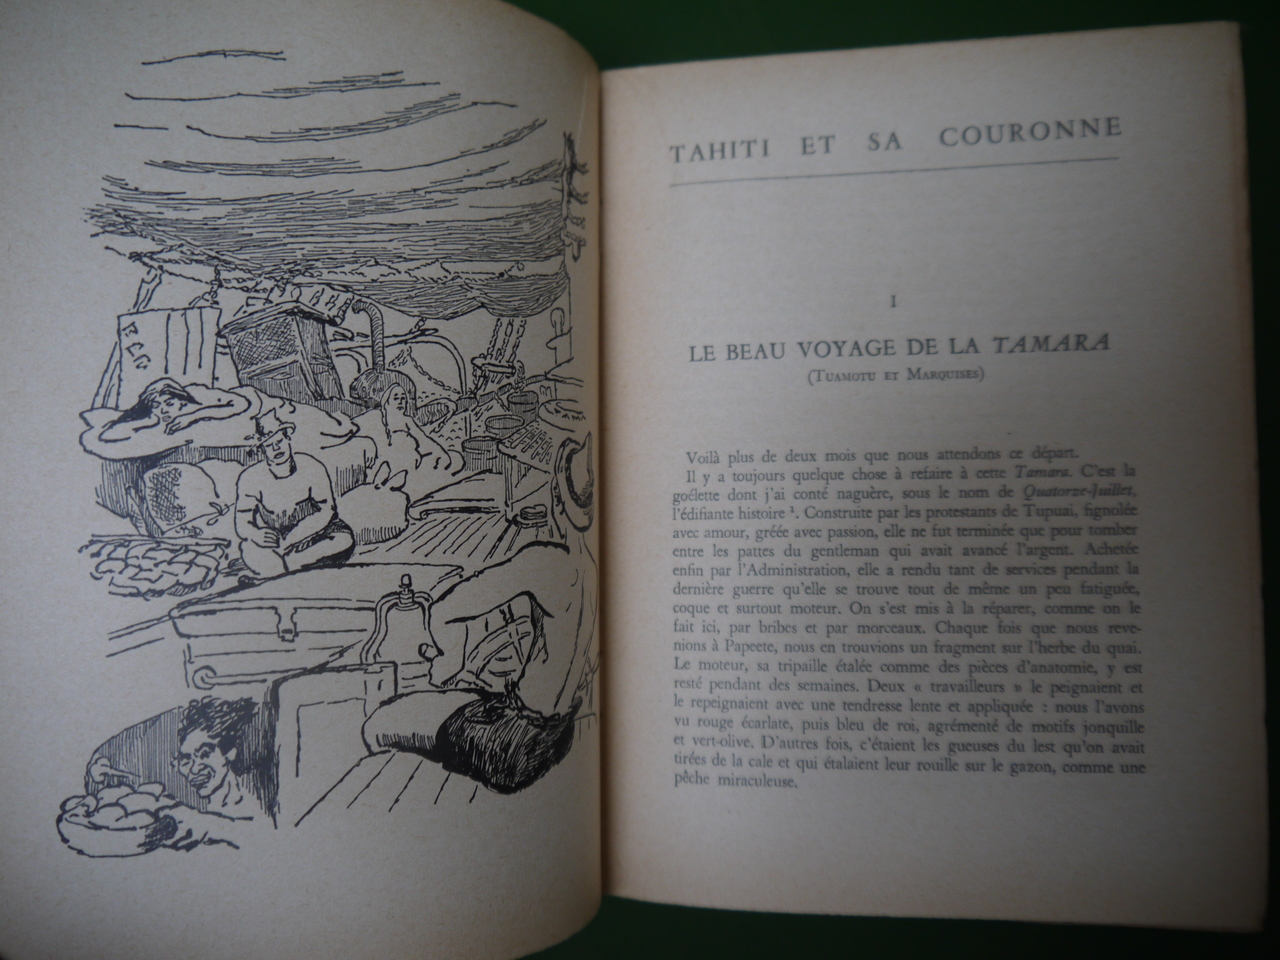 TAHITI ET SA COURONNE
I
LE BEAU VOYAGE DE LA TAMARA
(Tuamotu et Marquises)
Voilà plus de deux mois que nous attendons ce départ.
Il y a toujours quelque chose à refaire à cette Tamara. C'est la
goélette dont j'ai conté naguère, sous le nom de Quatorze-Juillet,
l'édifiante histoire ¹. Construite par les protestants de Tupuai, fignolée
avec amour, gréée avec passion, elle ne fut terminée que pour tomber
entre les pattes du gentleman qui avait avancé l'argent. Achetée
enfin par l'Administration, elle a rendu tant de services pendant la
dernière guerre qu'elle se trouve tout de même un peu fatiguée,
coque et surtout moteur. On s'est mis à la réparer, comme on le
fait ici, par bribes et par morceaux. Chaque fois que nous reve-
nions à Papeete, nous en trouvions un fragment sur l'herbe du quai.
Le moteur, sa tripaille étalée comme des pièces d'anatomie, y est
resté pendant des semaines. Deux « travailleurs » le peignaient et
le repeignaient avec une tendresse lente et appliquée : nous l'avons
vu rouge écarlate, puis bleu de roi, agrémenté de motifs jonquille
et vert-olive. D'autres fois, c'étaient les gueuses du lest qu'on avait
tirées de la cale et qui étalaient leur rouille sur le gazon, comme une
pêche miraculeuse.